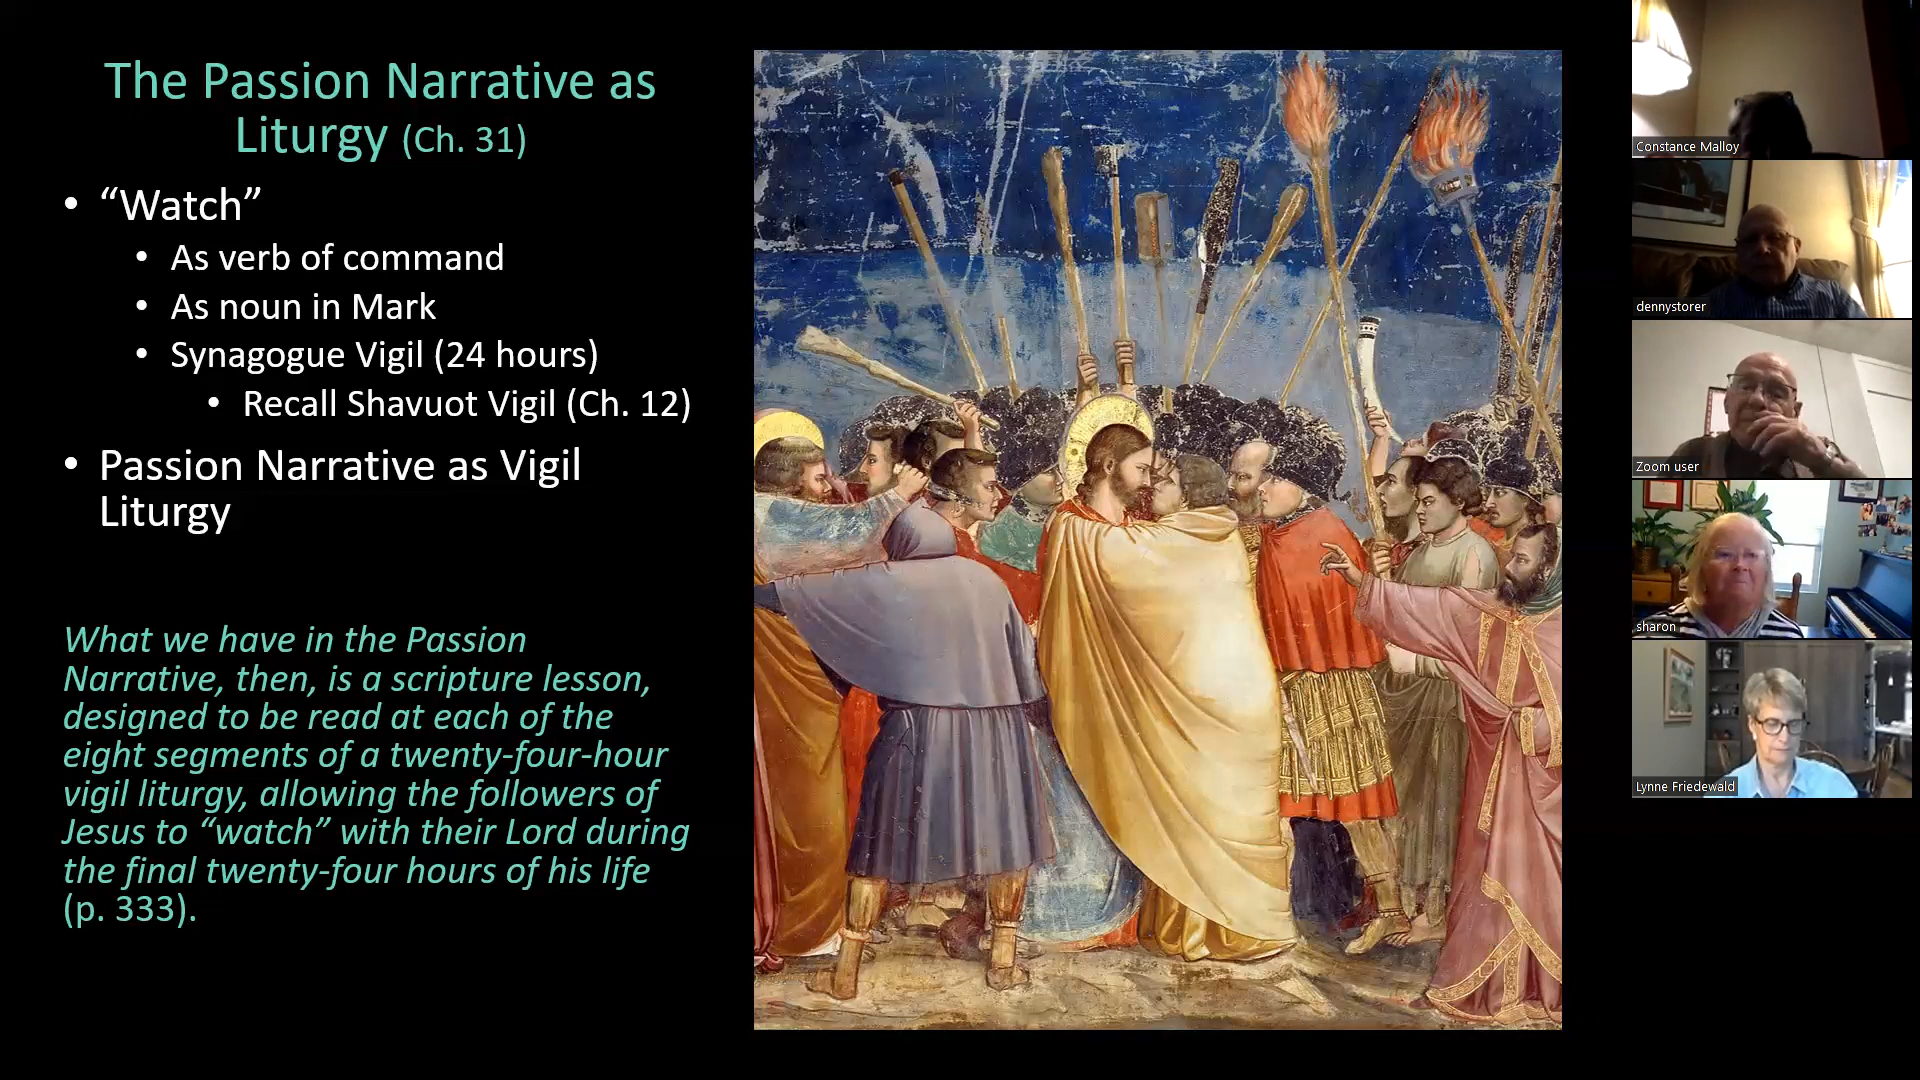 The Passion Narrative as
Liturgy (Ch. 31)
• “Watch”
• As verb of command
• As noun in Mark
• Synagogue Vigil (24 hours)
• Recall Shavuot Vigil (Ch. 12)
• Passion Narrative as Vigil
Liturgy
What we have in the Passion
Narrative, then, is a scripture lesson,
designed to be read at each of the
eight segments of a twenty-four-hour
vigil liturgy, allowing the followers of
Jesus to “watch” with their Lord during
the final twenty-four hours of his life
(p. 333).
Constance Malloy
dennystorer
Zoom user
sharon
Lynne Friedewald